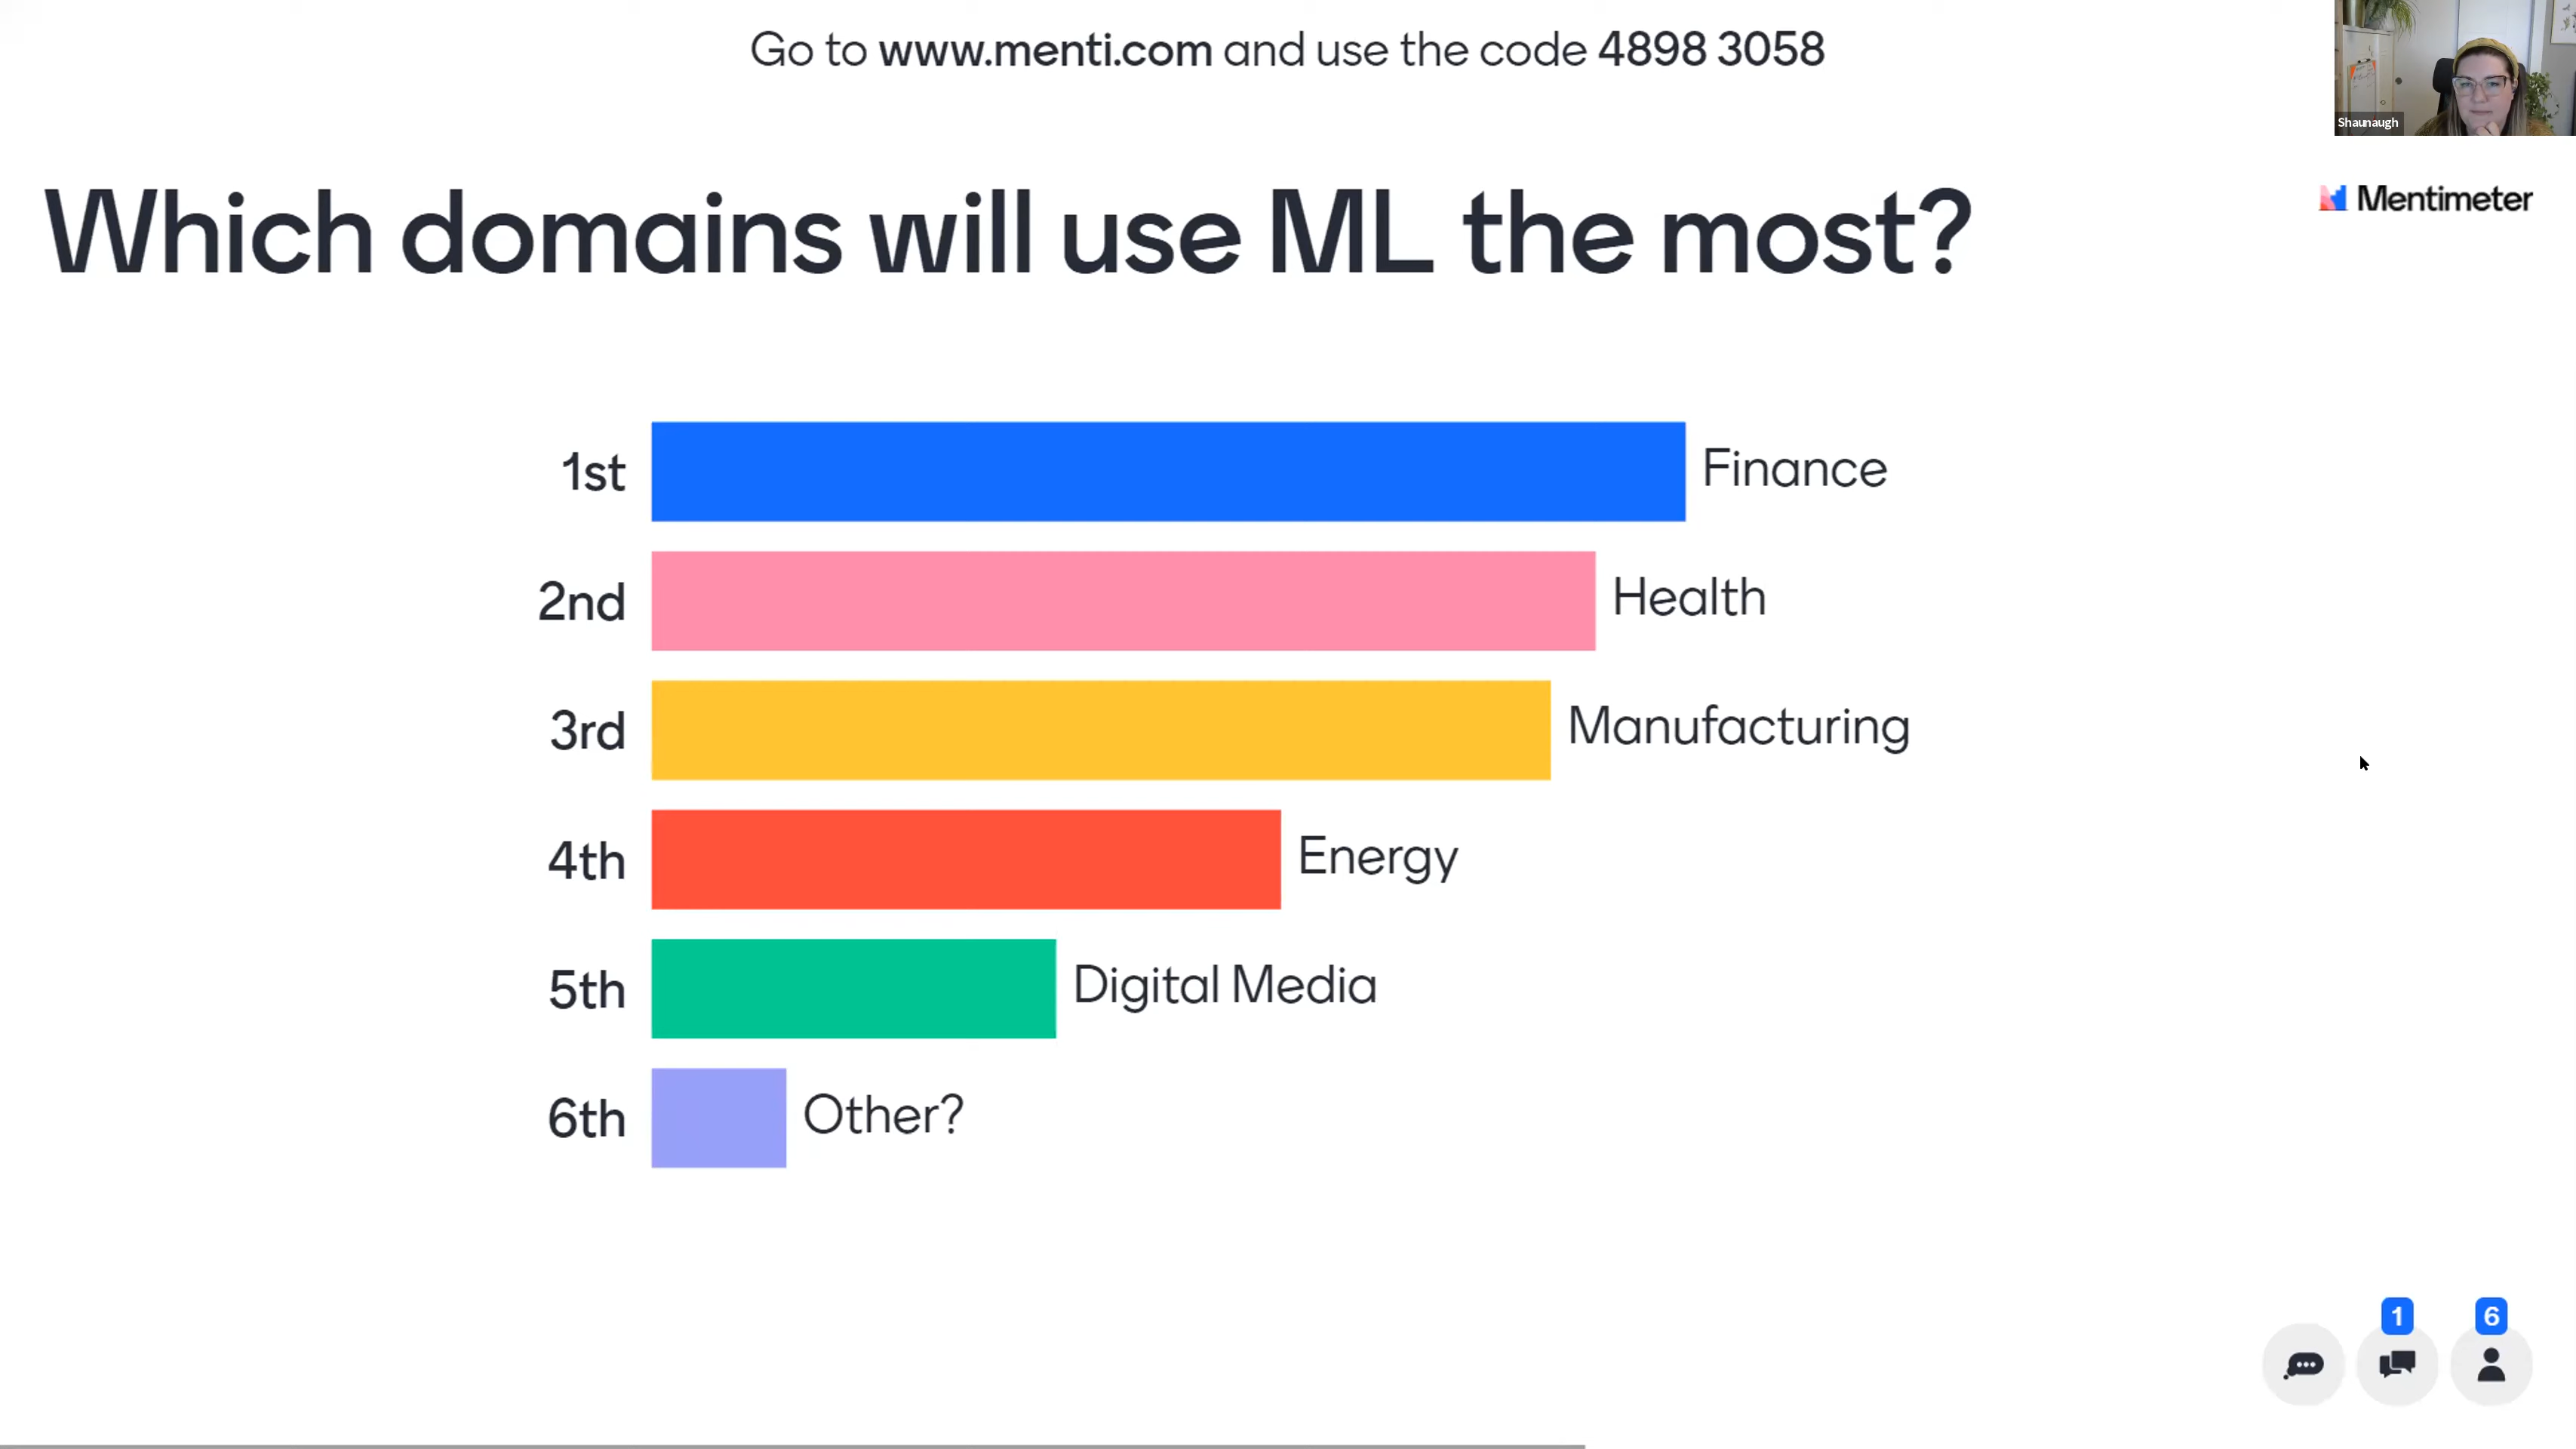 Go to www.menti.com and use the code 4898 3058
Shaunaugh
Mentimeter
Which domains will use ML the most?
1st Finance
2nd Health
3rd Manufacturing
4th Energy
5th Digital Media
6th Other?
1 6